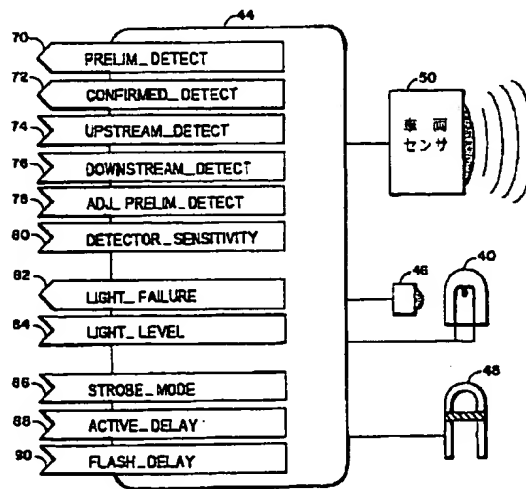 44
70
PRELIM_DETECT
72
CONFIRMED_DETECT
74
UPSTREAM_DETECT
76
DOWNSTREAM_DETECT
78
ADJ_PRELIM_DETECT
80
DETECTOR_SENSITIVITY
82
LIGHT_FAILURE
84
LIGHT_LEVEL
86
STROBE_MODE
88
ACTIVE_DELAY
90
FLASH_DELAY
50
車両
センサ
46
40
48